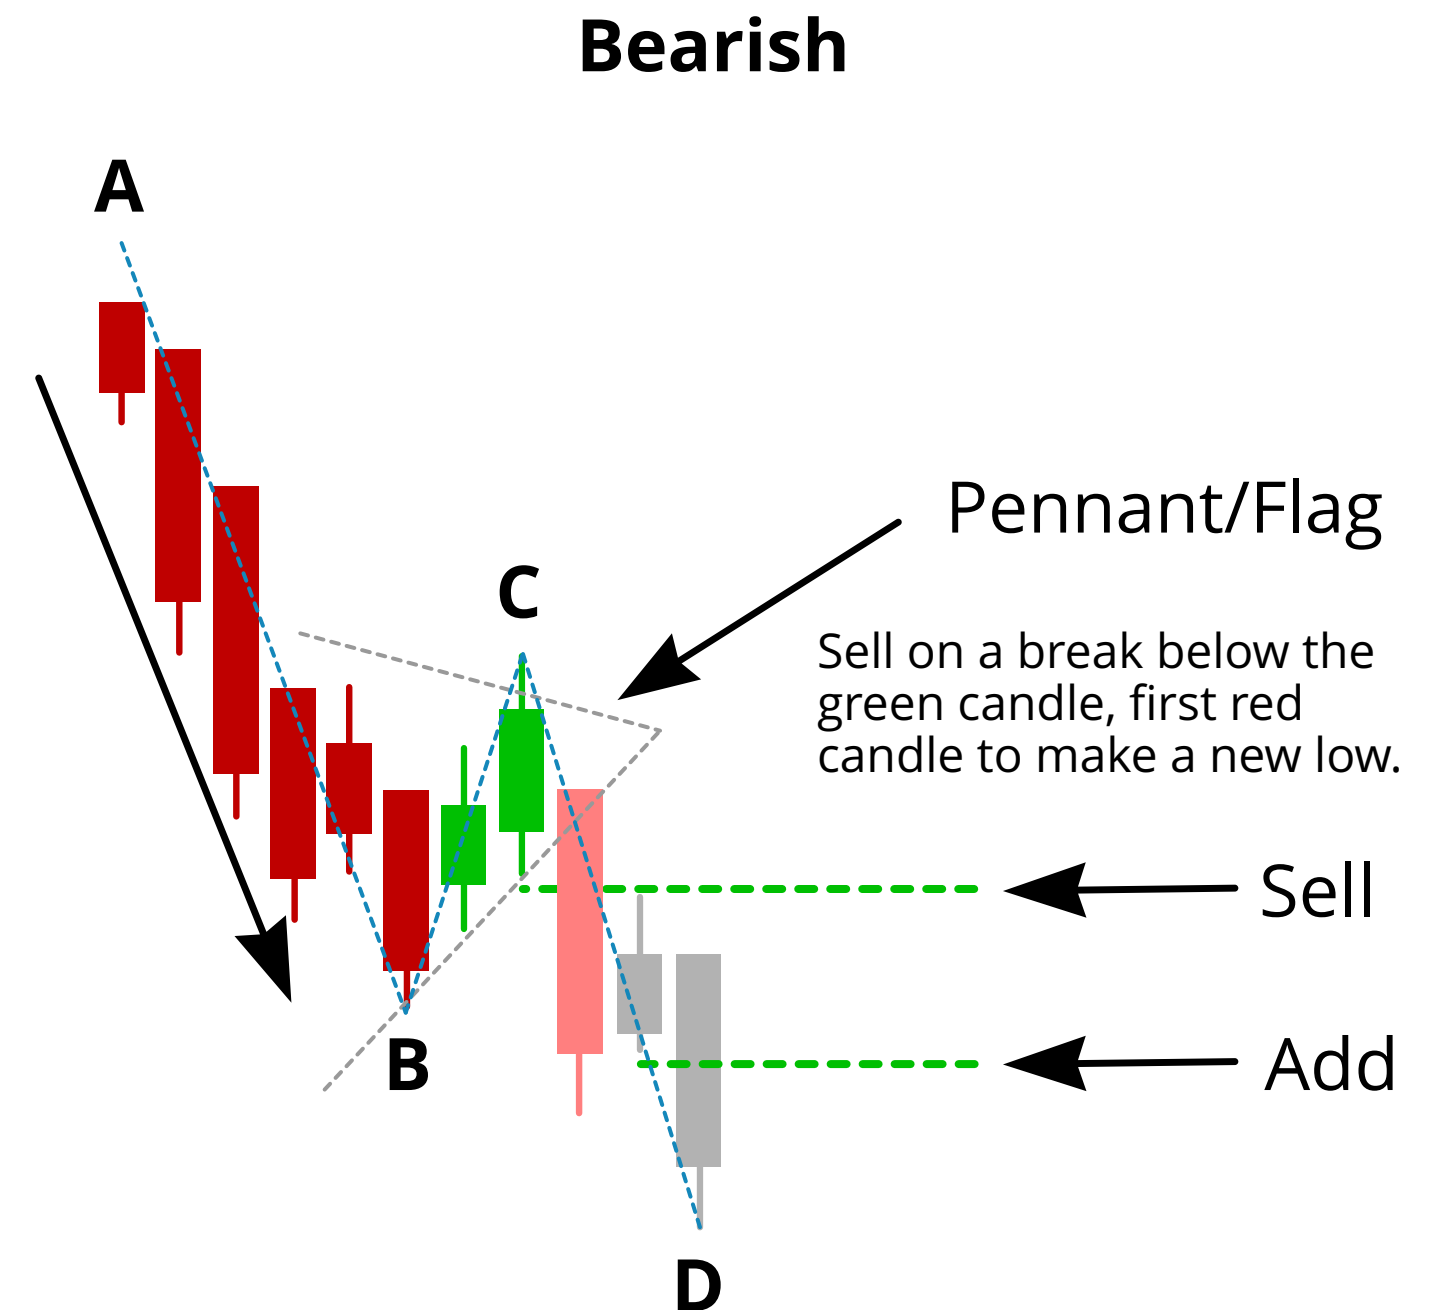 Bearish
A
Pennant/Flag
C
Sell on a break below the
green candle, first red
candle to make a new low.
Sell
B
Add
D